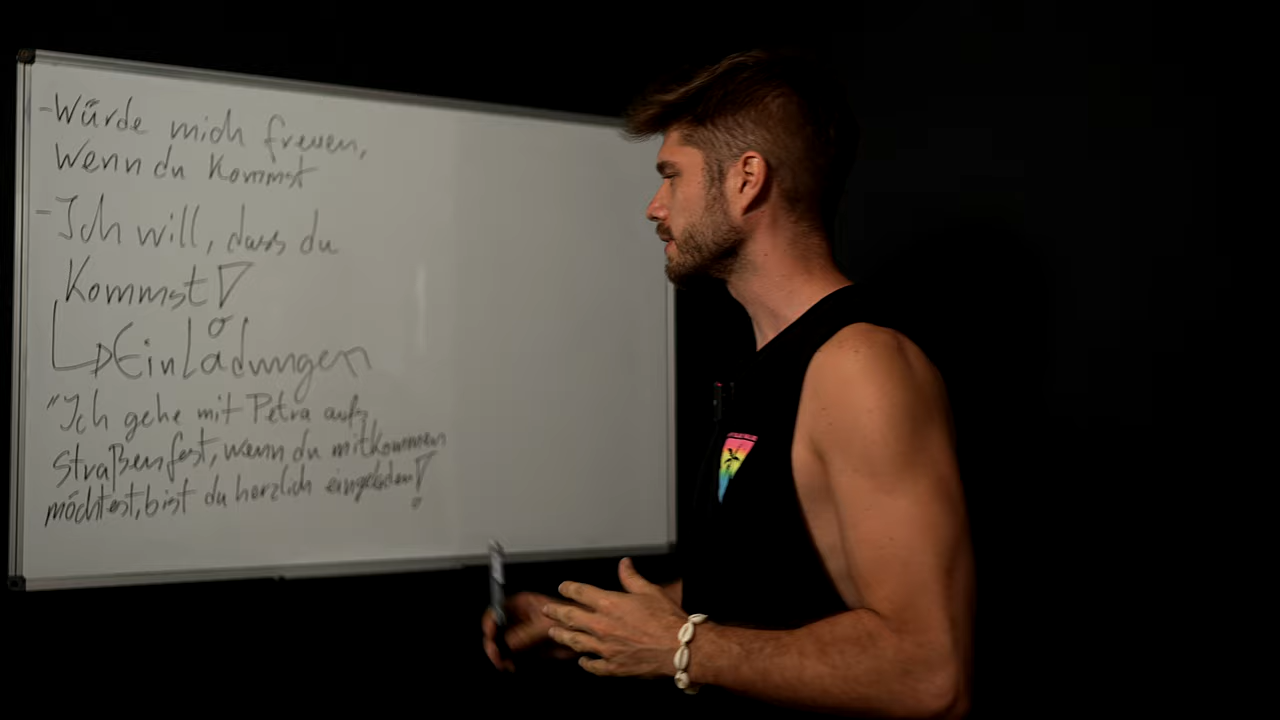 -Würde mich freuen,
wenn du kommst
-Ich will, dass du
kommst!
Einladungen
"Ich gehe mit Petra aufs
Straßenfest, wenn du mitkommen
möchtest, bist du herzlich eingeladen!